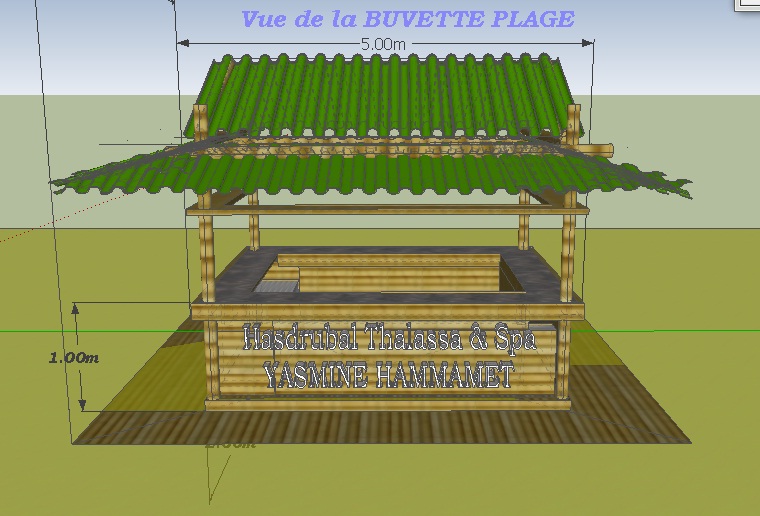 Vue de la BUVETTE PLAGE
5.00m
1.00m
Hasdrubal Thalassa & Spa
YASMINE HAMMAMET